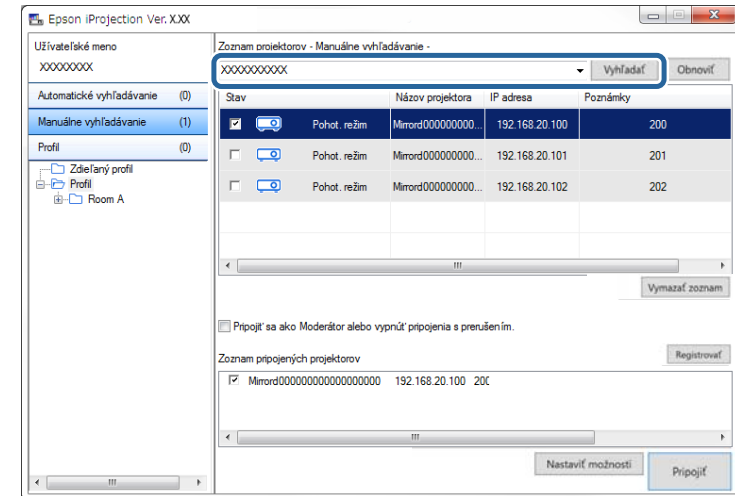 Epson iProjection Ver. X.XX
Užívateľské meno
XXXXXXXX
Automatické vyhľadávanie (0)
Manuálne vyhľadávanie (1)
Profil (0)
Zdieľaný profil
Profil
Room A
Zoznam projektorov - Manuálne vyhľadávanie -
XXXXXXXXXX Vyhľadať Obnoviť
Stav Názov projektora IP adresa Poznámky
Pohot. režim Mirrord000000000... 192.168.20.100 200
Pohot. režim Mirrord000000000... 192.168.20.101 201
Pohot. režim Mirrord000000000... 192.168.20.102 202
Vymazať zoznam
Pripojiť sa ako Moderátor alebo vypnúť pripojenia s prerušením.
Zoznam pripojených projektorov Registrovať
Mirrord000000000000000000 192.168.20.100
Nastaviť možnosti Pripojiť